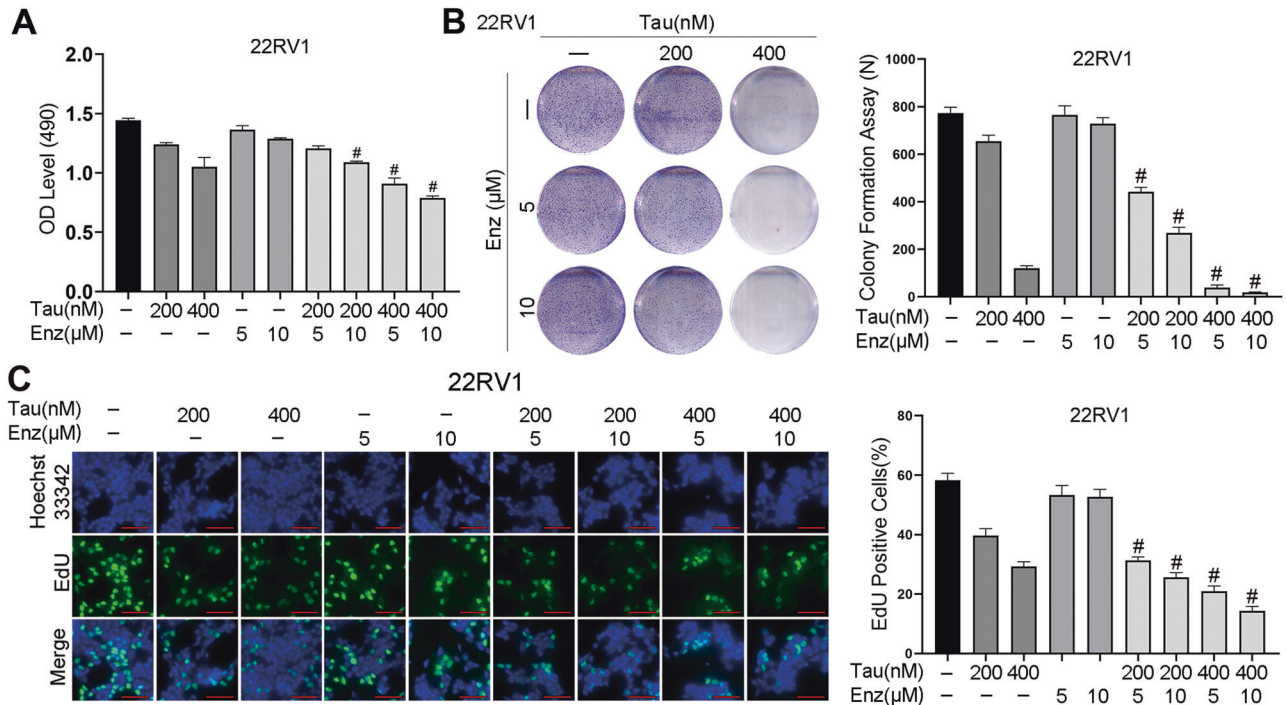 A
22RV1
OD Level (490)
2.0
1.5
1.0
0.5
0.0
Tau(nM) – 200 400 – – 200 200 400 400
Enz(µM) – – – 5 10 5 10 5 10
# # #
B
22RV1 Tau(nM)
— 200 400
Enz (µM)
—
5
10
22RV1
Colony Formation Assay (N)
1000
800
600
400
200
0
# # # #
Tau(nM) – 200 400 – – 200 200 400 400
Enz(µM) – – – 5 10 5 10 5 10
C
22RV1
Tau(nM) – 200 400 – – 200 200 400 400
Enz(µM) – – – 5 10 5 10 5 10
Hoechst
33342
EdU
Merge
22RV1
EdU Positive Cells(%)
80
60
40
20
0
# # # #
Tau(nM) – 200 400 – – 200 200 400 400
Enz(µM) – – – 5 10 5 10 5 10